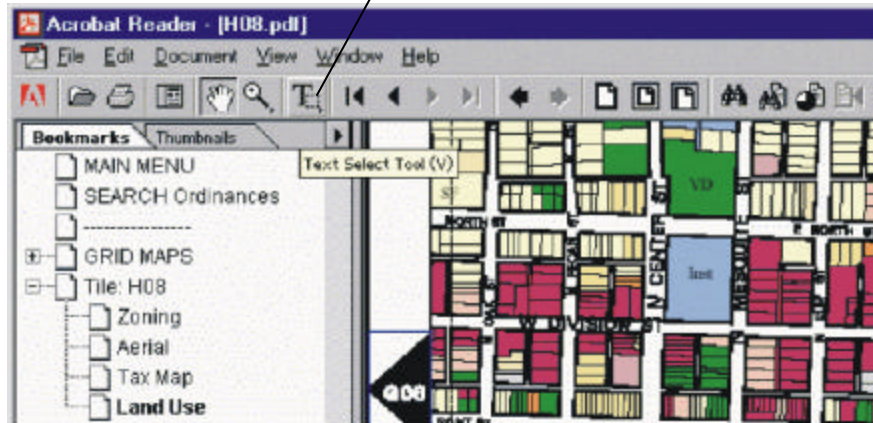 Acrobat Reader - [H08.pdf]
File Edit Document View Window Help
Bookmarks Thumbnails
Text Select Tool (V)
MAIN MENU
SEARCH Ordinances
----------------
GRID MAPS
Tile: H08
Zoning
Aerial
Tax Map
Land Use
VD
NORTH ST
N CENTER ST
MESQUITE S
E NORTH
Inst
W DIVISION ST
G08